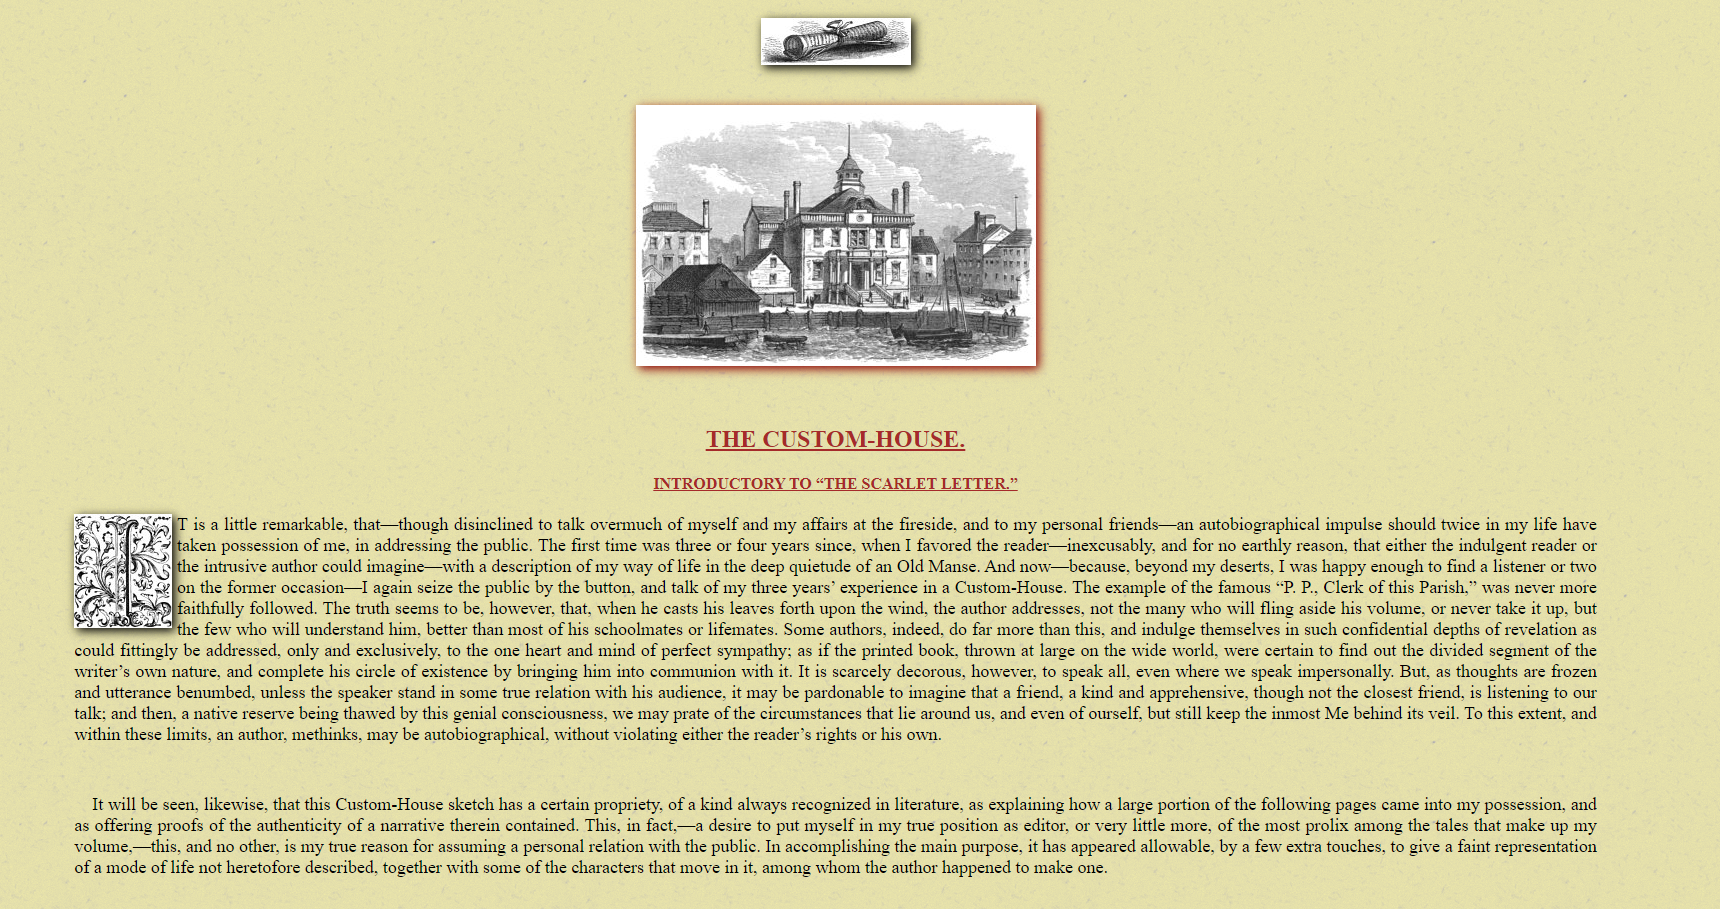 THE CUSTOM-HOUSE.
INTRODUCTORY TO “THE SCARLET LETTER.”
IT is a little remarkable, that—though disinclined to talk overmuch of myself and my affairs at the fireside, and to my personal friends—an autobiographical impulse should twice in my life have
taken possession of me, in addressing the public. The first time was three or four years since, when I favored the reader—inexcusably, and for no earthly reason, that either the indulgent reader or
the intrusive author could imagine—with a description of my way of life in the deep quietude of an Old Manse. And now—because, beyond my deserts, I was happy enough to find a listener or two
on the former occasion—I again seize the public by the button, and talk of my three years’ experience in a Custom-House. The example of the famous “P. P., Clerk of this Parish,” was never more
faithfully followed. The truth seems to be, however, that, when he casts his leaves forth upon the wind, the author addresses, not the many who will fling aside his volume, or never take it up, but
the few who will understand him, better than most of his schoolmates or lifemates. Some authors, indeed, do far more than this, and indulge themselves in such confidential depths of revelation as
could fittingly be addressed, only and exclusively, to the one heart and mind of perfect sympathy; as if the printed book, thrown at large on the wide world, were certain to find out the divided segment of the
writer’s own nature, and complete his circle of existence by bringing him into communion with it. It is scarcely decorous, however, to speak all, even where we speak impersonally. But, as thoughts are frozen
and utterance benumbed, unless the speaker stand in some true relation with his audience, it may be pardonable to imagine that a friend, a kind and apprehensive, though not the closest friend, is listening to our
talk; and then, a native reserve being thawed by this genial consciousness, we may prate of the circumstances that lie around us, and even of ourself, but still keep the inmost Me behind its veil. To this extent, and
within these limits, an author, methinks, may be autobiographical, without violating either the reader’s rights or his own.
It will be seen, likewise, that this Custom-House sketch has a certain propriety, of a kind always recognized in literature, as explaining how a large portion of the following pages came into my possession, and
as offering proofs of the authenticity of a narrative therein contained. This, in fact,—a desire to put myself in my true position as editor, or very little more, of the most prolix among the tales that make up my
volume,—this, and no other, is my true reason for assuming a personal relation with the public. In accomplishing the main purpose, it has appeared allowable, by a few extra touches, to give a faint representation
of a mode of life not heretofore described, together with some of the characters that move in it, among whom the author happened to make one.